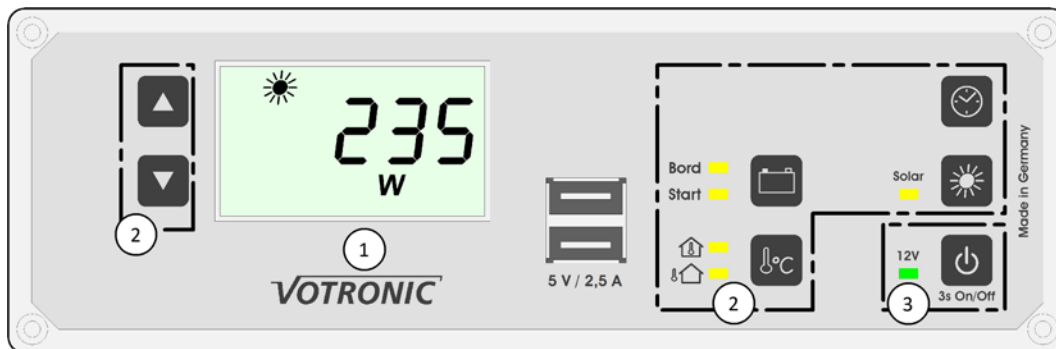 235
W
2
1
VOTRONIC
5 V / 2,5 A
Bord
Start
°C
2
Solar
12V
3s On/Off
3
Made in Germany